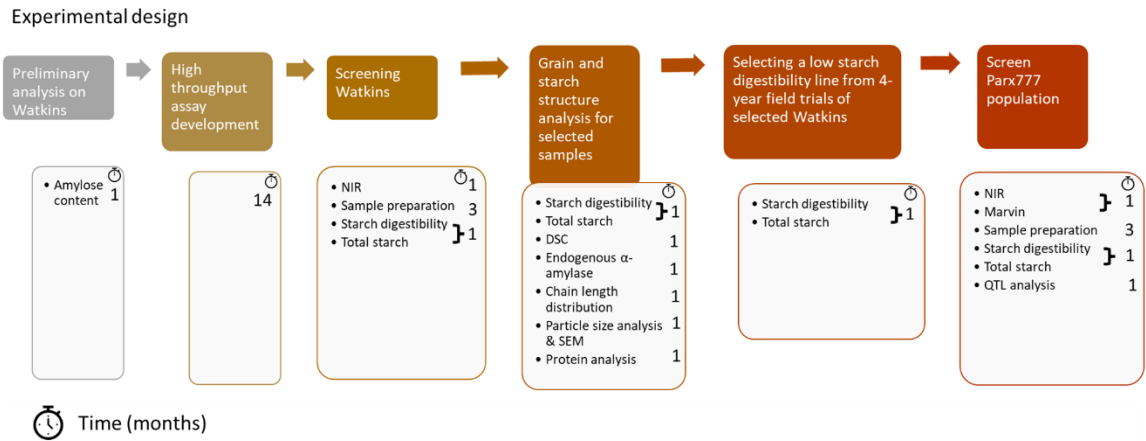 Experimental design
Preliminary
analysis on
Watkins
High
throughput
assay
development
Screening
Watkins
Grain and
starch
structure
analysis for
selected
samples
Selecting a low starch
digestibility line from 4-
year field trials of
selected Watkins
Screen
Parx777
population
• Amylose
content
1
14
• NIR 1
• Sample preparation 3
• Starch digestibility
• Total starch
} 1
• Starch digestibility
• Total starch
} 1
• DSC 1
• Endogenous α-
amylase 1
• Chain length
distribution 1
• Particle size analysis 1
& SEM
• Protein analysis 1
• Starch digestibility
• Total starch
} 1
• NIR
• Marvin
} 1
• Sample preparation 3
• Starch digestibility
• Total starch
} 1
• QTL analysis 1
Time (months)